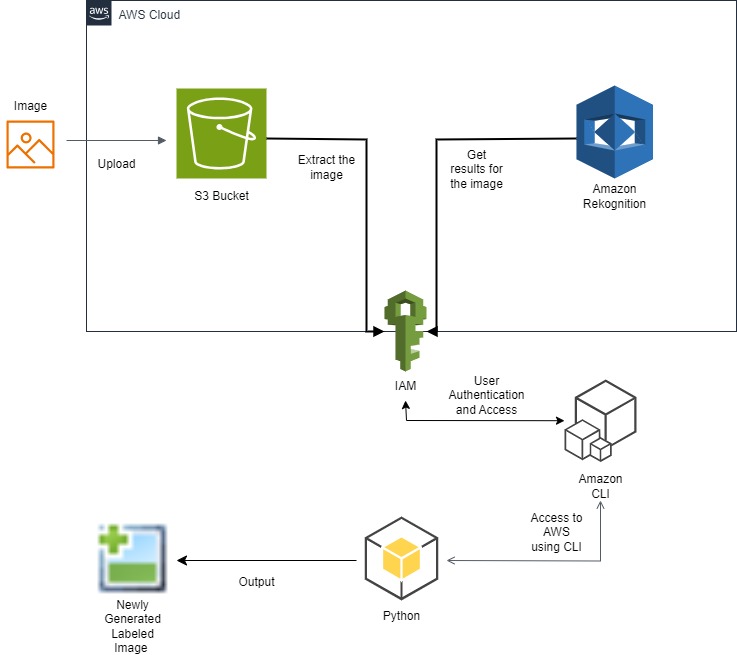 aws
AWS Cloud
Image
Upload
S3 Bucket
Extract the
image
Get
results for
the image
Amazon
Rekognition
IAM
User
Authentication
and Access
Amazon
CLI
Access to
AWS
using CLI
Python
Output
Newly
Generated
Labeled
Image